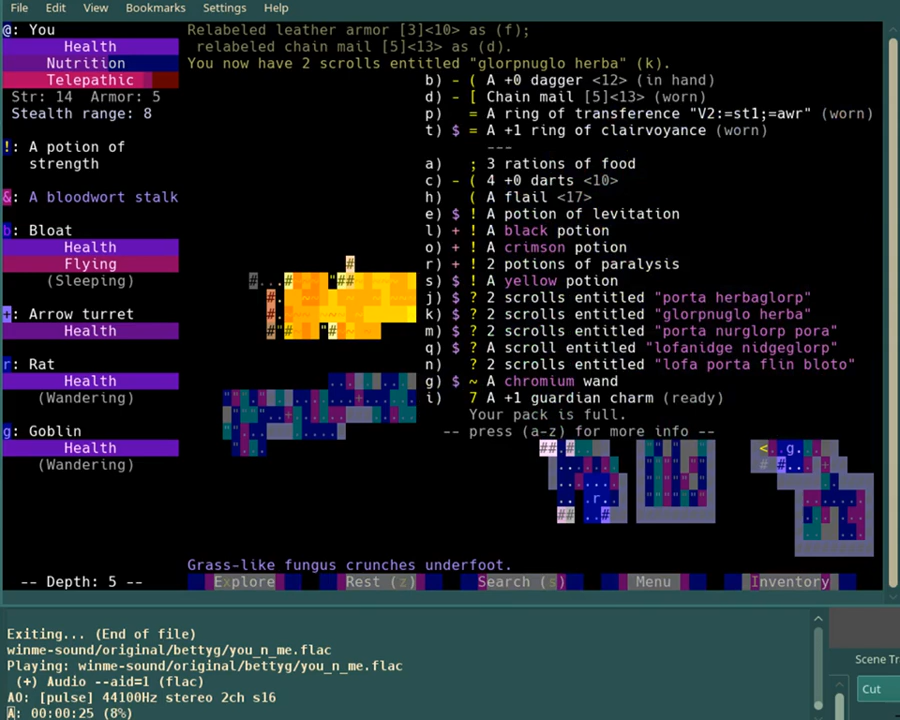 File Edit View Bookmarks Settings Help
@: You
Health
Nutrition
Telepathic
Str: 14 Armor: 5
Stealth range: 8
!: A potion of
strength
&: A bloodwort stalk
b: Bloat
Health
Flying
(Sleeping)
+: Arrow turret
Health
r: Rat
Health
(Wandering)
g: Goblin
Health
(Wandering)
-- Depth: 5 --
Relabeled leather armor [3]<10> as (f);
relabeled chain mail [5]<13> as (d).
You now have 2 scrolls entitled "glorpnuglo herba" (k).
b) - ( A +0 dagger <12> (in hand)
d) - [ Chain mail [5]<13> (worn)
p) = A ring of transference "V2:=st1;=awr" (worn)
t) $ = A +1 ring of clairvoyance (worn)
---
a) ; 3 rations of food
c) - ( 4 +0 darts <10>
h) ( A flail <17>
e) $ ! A potion of levitation
l) + ! A black potion
o) + ! A crimson potion
r) + ! 2 potions of paralysis
s) $ ! A yellow potion
j) $ ? 2 scrolls entitled "porta herbaglorp"
k) $ ? 2 scrolls entitled "glorpnuglo herba"
m) $ ? 2 scrolls entitled "porta nurglorp pora"
q) $ ? A scroll entitled "lofanidge nidgeglorp"
n) ? 2 scrolls entitled "lofa porta flin bloto"
g) $ ~ A chromium wand
i) 7 A +1 guardian charm (ready)
Your pack is full.
-- press (a-z) for more info --
Grass-like fungus crunches underfoot.
Explore Rest (z) Search (s) Menu Inventory
Exiting... (End of file)
winme-sound/original/bettyg/you_n_me.flac
Playing: winme-sound/original/bettyg/you_n_me.flac
(+) Audio --aid=1 (flac)
AO: [pulse] 44100Hz stereo 2ch s16
A: 00:00:25 (8%)
Scene Tr
Cut